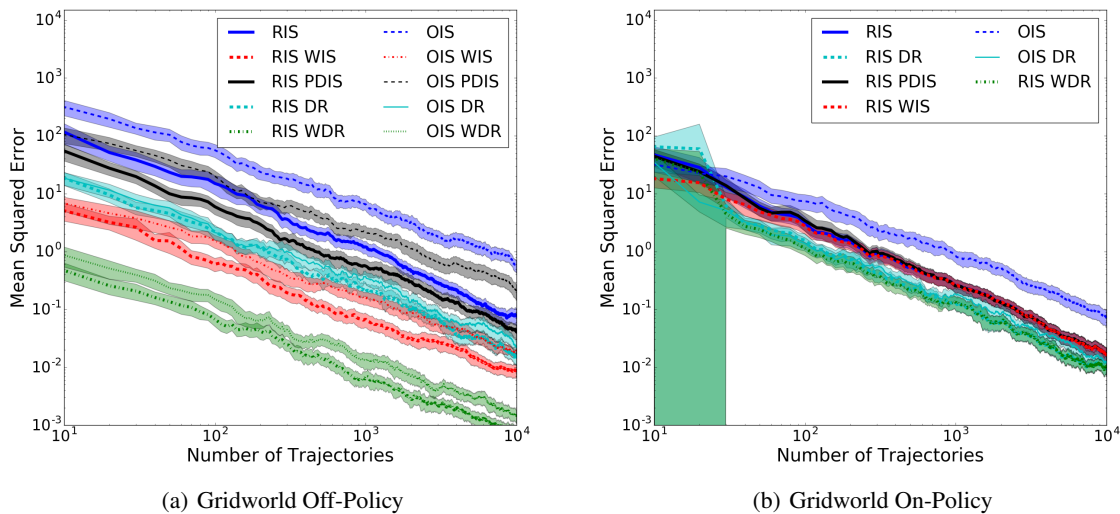 10^4
10^3
10^2
10^1
10^0
10^-1
10^-2
10^-3
Mean Squared Error
RIS
RIS WIS
RIS PDIS
RIS DR
RIS WDR
OIS
OIS WIS
OIS PDIS
OIS DR
OIS WDR
10^1
10^2
10^3
10^4
Number of Trajectories
(a) Gridworld Off-Policy
10^4
10^3
10^2
10^1
10^0
10^-1
10^-2
10^-3
Mean Squared Error
RIS
RIS DR
RIS PDIS
RIS WIS
OIS
OIS DR
RIS WDR
10^1
10^2
10^3
10^4
Number of Trajectories
(b) Gridworld On-Policy